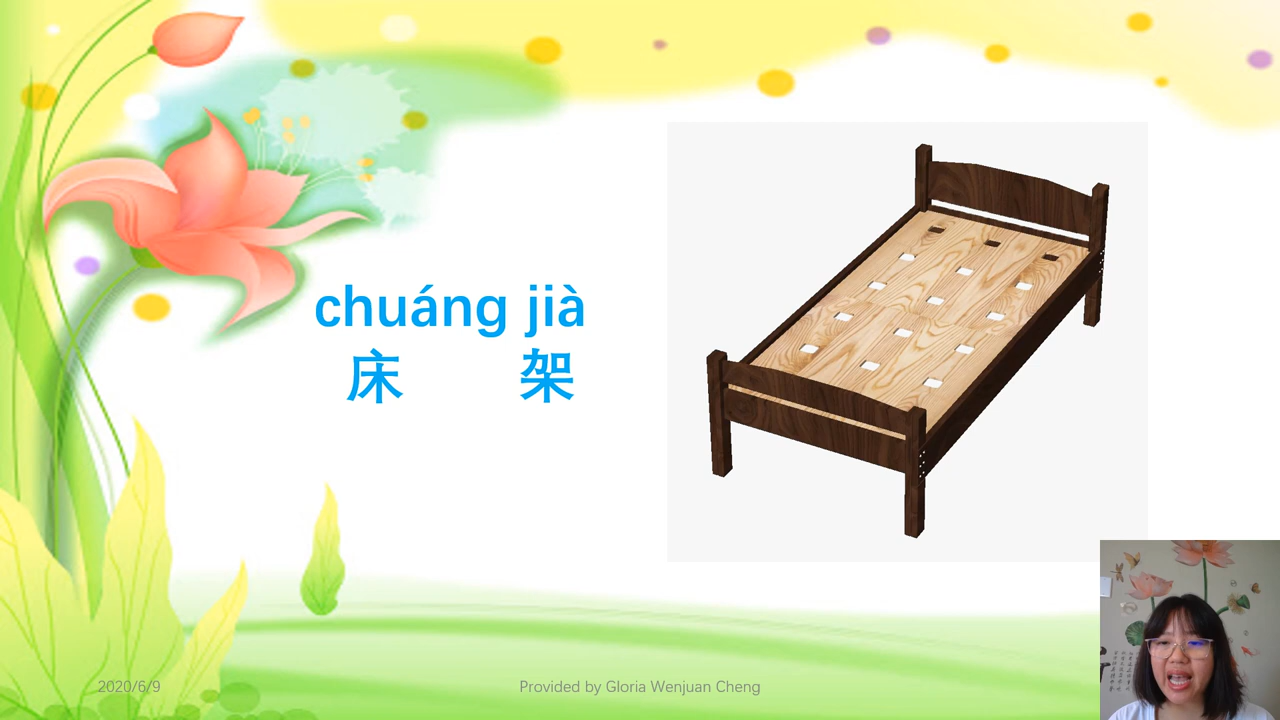 chuáng jià
床 架
2020/6/9
Provided by Gloria Wenjuan Cheng